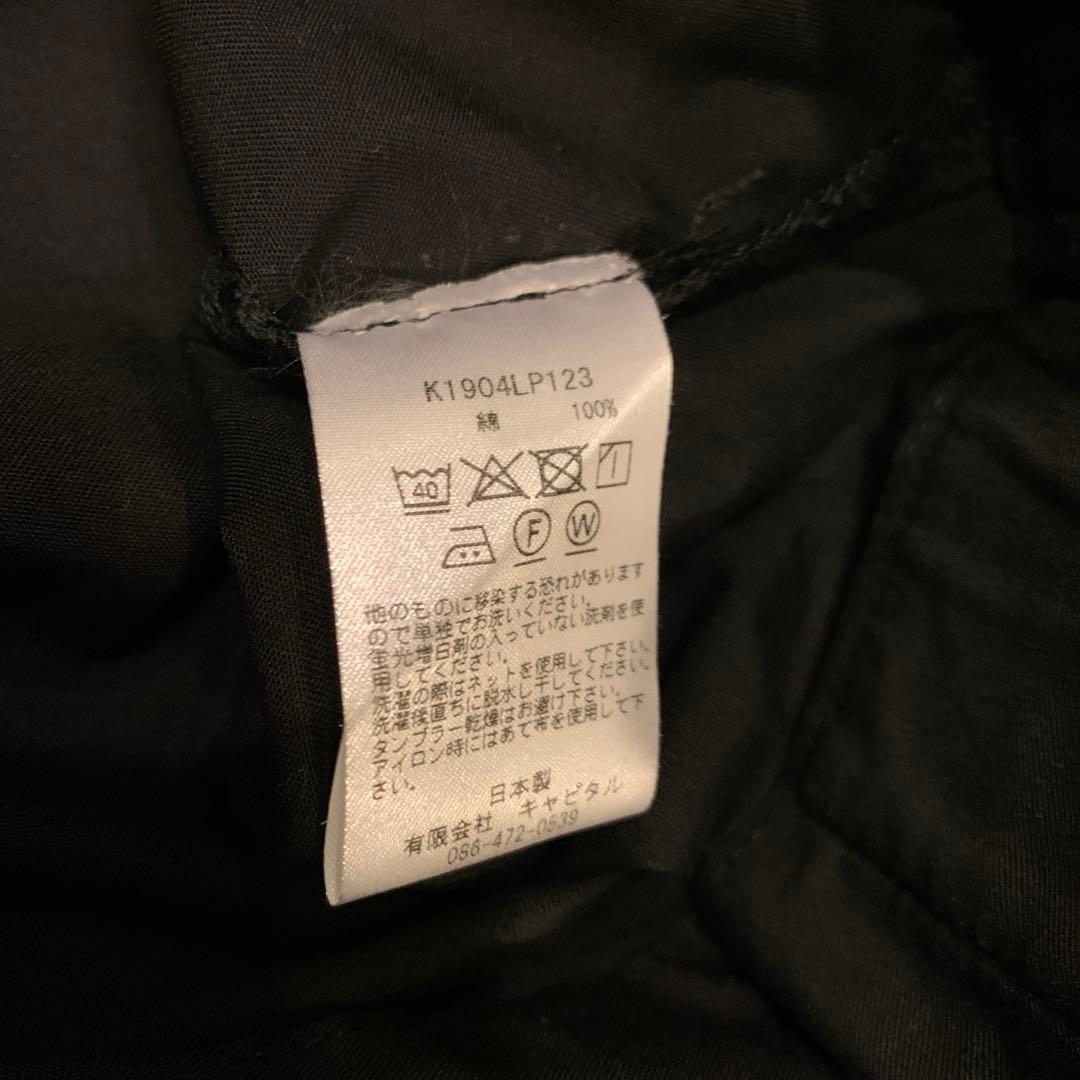 K1904LP123
綿 100%
40
F W
他のものに移染する恐れがあります
ので単独でお洗いください。
蛍光増白剤の入っていない洗剤を使
用してください。
洗濯の際はネットを使用して下さい。
洗濯後直ちに脱水し干してください。
タンブラー乾燥はお避け下さい。
アイロン時にはあて布を使用して下
さい。
日本製
有限会社 キャピタル
086-472-0539